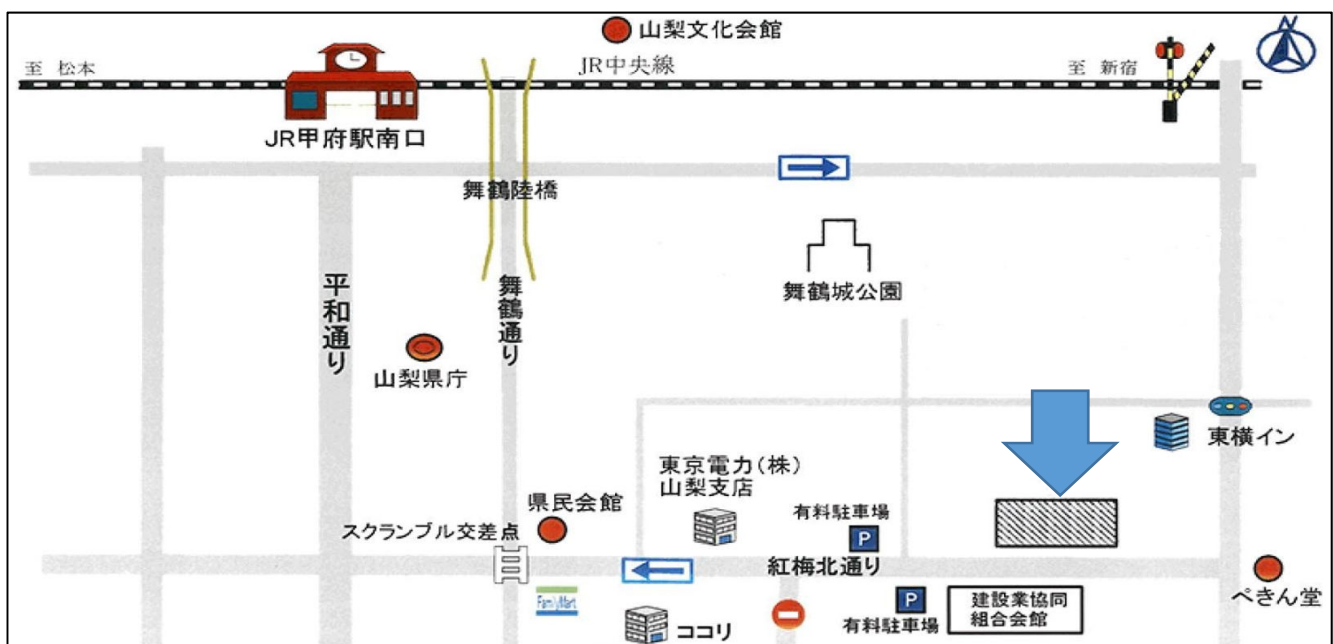 山梨文化会館
N
至 松本
JR中央線
至 新宿
JR甲府駅南口
舞鶴陸橋
舞鶴城公園
平和通り
舞鶴通り
山梨県庁
東横イン
東京電力(株)
山梨支店
県民会館
有料駐車場
スクランブル交差点
P
紅梅北通り
FamilyMart
ココリ
P
有料駐車場
建設業協同
組合会館
ぺきん堂